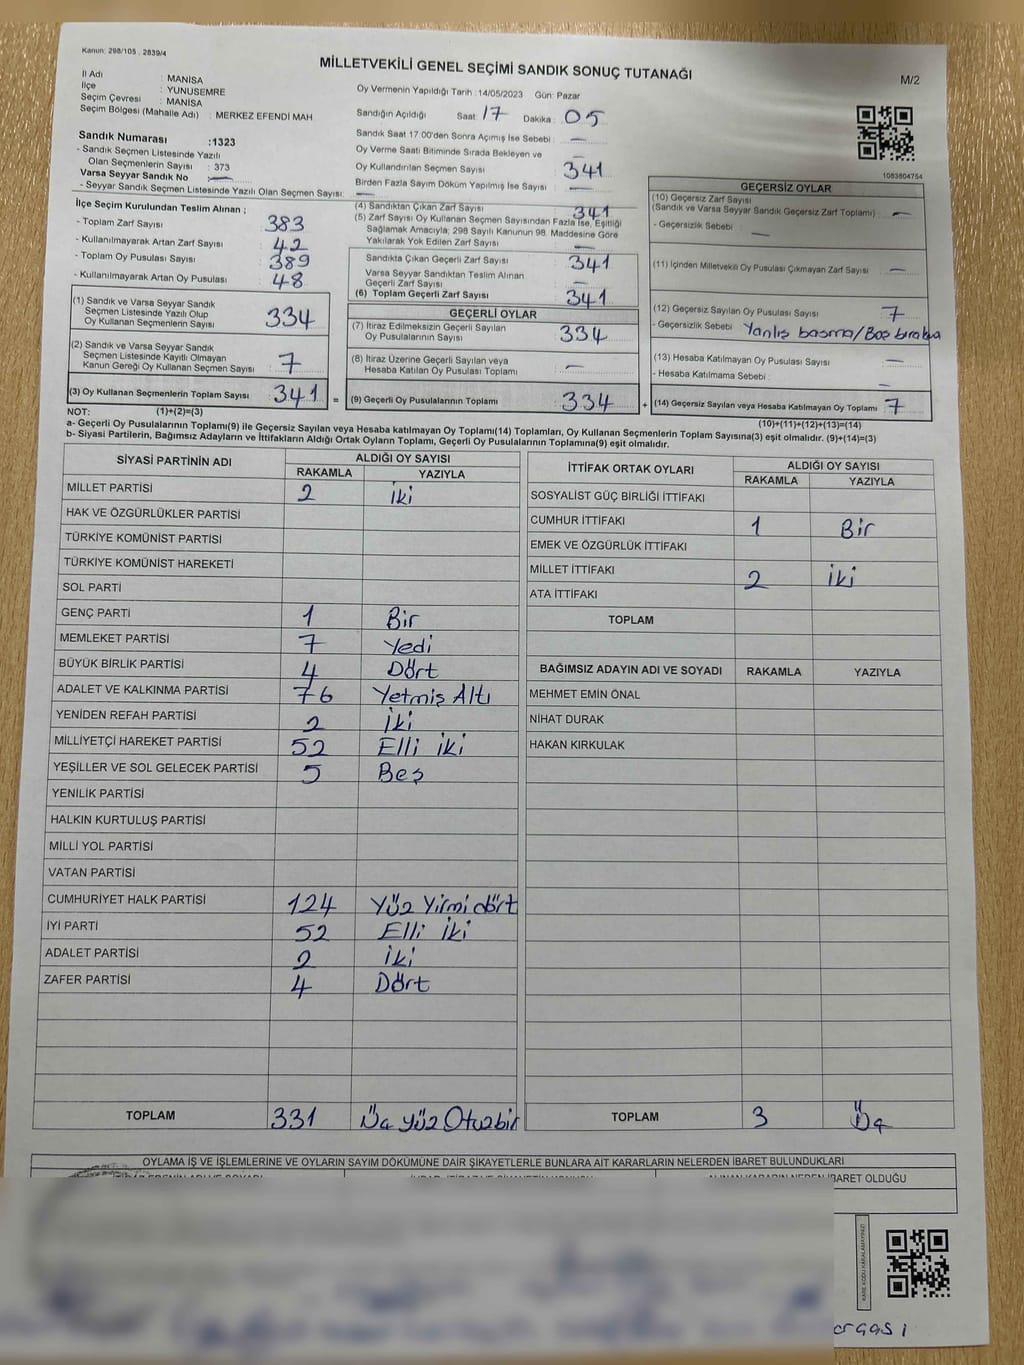 Kanun: 298/105 , 2839/4
MİLLETVEKİLİ GENEL SEÇİMİ SANDIK SONUÇ TUTANAĞI
M/2
İl Adı : MANİSA
İlçe : YUNUSEMRE
Seçim Çevresi : MANİSA
Seçim Bölgesi (Mahalle Adı) : MERKEZ EFENDİ MAH
Sandık Numarası :1323
- Sandık Seçmen Listesinde Yazılı
Olan Seçmenlerin Sayısı : 373
Varsa Seyyar Sandık No : —
- Seyyar Sandık Seçmen Listesinde Yazılı Olan Seçmen Sayısı: —
Oy Vermenin Yapıldığı Tarih :14/05/2023 Gün: Pazar
Sandığın Açıldığı Saat: 17 Dakika: 05
Sandık Saat 17.00'den Sonra Açımış İse Sebebi : —
Oy Verme Saati Bitiminde Sırada Bekleyen ve
Oy Kullandırılan Seçmen Sayısı 341
Birden Fazla Sayım Döküm Yapılmış İse Sayısı : —
1083804754
İlçe Seçim Kurulundan Teslim Alınan ;
- Toplam Zarf Sayısı : 383
- Kullanılmayarak Artan Zarf Sayısı : 42
- Toplam Oy Pusulası Sayısı : 389
- Kullanılmayarak Artan Oy Pusulası : 48
(1) Sandık ve Varsa Seyyar Sandık
Seçmen Listesinde Yazılı Olup
Oy Kullanan Seçmenlerin Sayısı 334
(2) Sandık ve Varsa Seyyar Sandık
Seçmen Listesinde Kayıtlı Olmayan
Kanun Gereği Oy Kullanan Seçmen Sayısı : 7
(3) Oy Kullanan Seçmenlerin Toplam Sayısı 341 =
(4) Sandıktan Çıkan Zarf Sayısı 341
(5) Zarf Sayısı Oy Kullanan Seçmen Sayısından Fazla İse, Eşitliği
Sağlamak Amacıyla, 298 Sayılı Kanunun 98. Maddesine Göre
Yakılarak Yok Edilen Zarf Sayısı : —
Sandıkta Çıkan Geçerli Zarf Sayısı : 341
Varsa Seyyar Sandıktan Teslim Alınan
Geçerli Zarf Sayısı : —
(6) Toplam Geçerli Zarf Sayısı 341
GEÇERLİ OYLAR
(7) İtiraz Edilmeksizin Geçerli Sayılan
Oy Pusulalarının Sayısı: 334
(8) İtiraz Üzerine Geçerli Sayılan veya
Hesaba Katılan Oy Pusulası Toplamı : —
(9) Geçerli Oy Pusulalarının Toplamı 334 +
GEÇERSİZ OYLAR
(10) Geçersiz Zarf Sayısı
(Sandık ve Varsa Seyyar Sandık Geçersiz Zarf Toplamı) : —
- Geçersizlik Sebebi : —
(11) İçinden Milletvekili Oy Pusulası Çıkmayan Zarf Sayısı : —
(12) Geçersiz Sayılan Oy Pusulası Sayısı : 7
- Geçersizlik Sebebi : Yanlış basma/Boş bırakma
(13) Hesaba Katılmayan Oy Pusulası Sayısı : —
- Hesaba Katılmama Sebebi : —
(14) Geçersiz Sayılan veya Hesaba Katılmayan Oy Toplamı : 7
NOT: (1)+(2)=(3) (10)+(11)+(12)+(13)=(14)
a- Geçerli Oy Pusulalarının Toplamı(9) ile Geçersiz Sayılan veya Hesaba katılmayan Oy Toplamı(14) Toplamları, Oy Kullanan Seçmenlerin Toplam Sayısına(3) eşit olmalıdır. (9)+(14)=(3)
b- Siyasi Partilerin, Bağımsız Adayların ve İttifakların Aldığı Ortak Oyların Toplamı, Geçerli Oy Pusulalarının Toplamına(9) eşit olmalıdır.
SİYASİ PARTİNİN ADI ALDIĞI OY SAYISI
RAKAMLA YAZIYLA
MİLLET PARTİSİ 2 iki
HAK VE ÖZGÜRLÜKLER PARTİSİ
TÜRKİYE KOMÜNİST PARTİSİ
TÜRKİYE KOMÜNİST HAREKETİ
SOL PARTİ
GENÇ PARTİ 1 Bir
MEMLEKET PARTİSİ 7 Yedi
BÜYÜK BİRLİK PARTİSİ 4 Dört
ADALET VE KALKINMA PARTİSİ 76 Yetmiş Altı
YENİDEN REFAH PARTİSİ 2 iki
MİLLİYETÇİ HAREKET PARTİSİ 52 Elli iki
YEŞİLLER VE SOL GELECEK PARTİSİ 5 Beş
YENİLİK PARTİSİ
HALKIN KURTULUŞ PARTİSİ
MİLLİ YOL PARTİSİ
VATAN PARTİSİ
CUMHURİYET HALK PARTİSİ 124 Yüz Yirmi dört
İYİ PARTİ 52 Elli iki
ADALET PARTİSİ 2 iki
ZAFER PARTİSİ 4 Dört
TOPLAM 331 Üç Yüz Otuzbir
İTTİFAK ORTAK OYLARI ALDIĞI OY SAYISI
RAKAMLA YAZIYLA
SOSYALİST GÜÇ BİRLİĞİ İTTİFAKI
CUMHUR İTTİFAKI 1 Bir
EMEK VE ÖZGÜRLÜK İTTİFAKI
MİLLET İTTİFAKI 2 iki
ATA İTTİFAKI
TOPLAM
BAĞIMSIZ ADAYIN ADI VE SOYADI RAKAMLA YAZIYLA
MEHMET EMİN ÖNAL
NİHAT DURAK
HAKAN KIRKULAK
TOPLAM 3 Üç
OYLAMA İŞ VE İŞLEMLERİNE VE OYLARIN SAYIM DÖKÜMÜNE DAİR ŞİKAYETLERLE BUNLARA AİT KARARLARIN NELERDEN İBARET BULUNDUKLARI
ALINAN KARARIN NEDEN İBARET OLDUĞU
KARE KODU KARALAMAYINIZ!